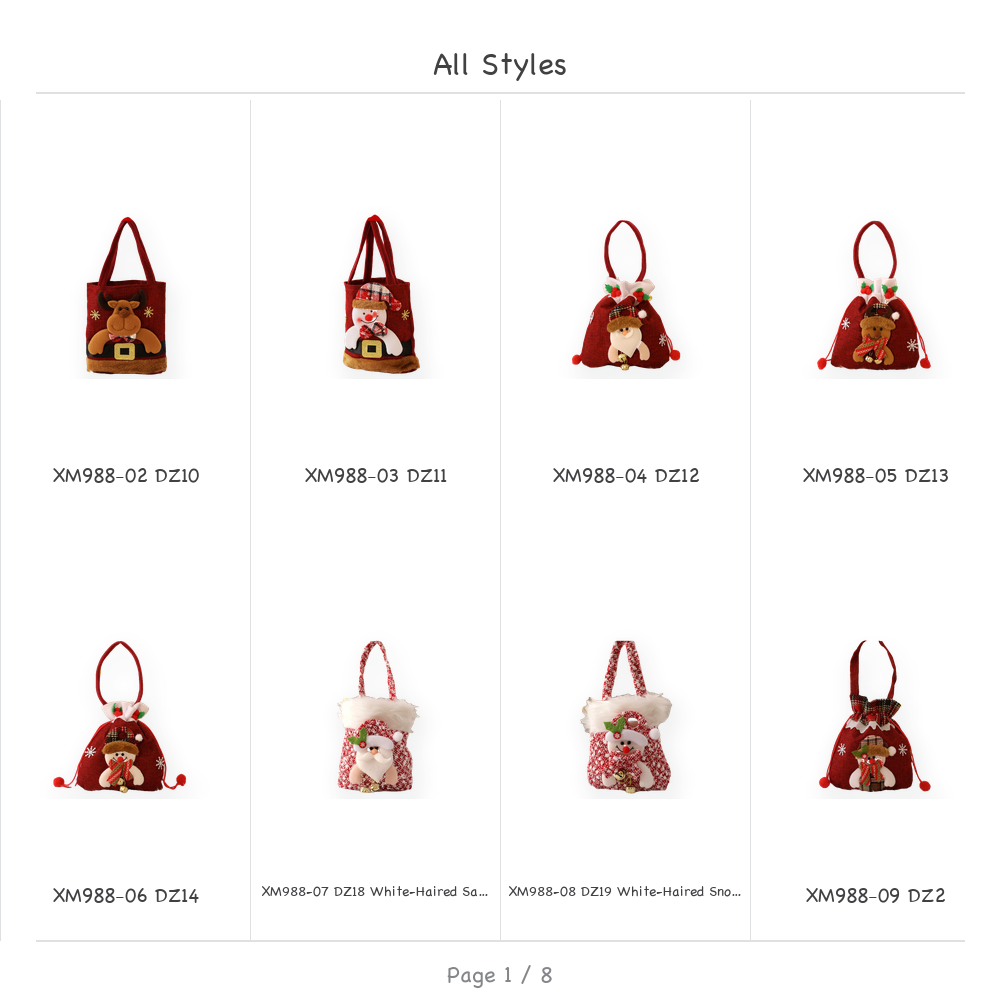 All Styles
XM988-02 DZ10
XM988-03 DZ11
XM988-04 DZ12
XM988-05 DZ13
XM988-06 DZ14
XM988-07 DZ18 White-Haired Sa...
XM988-08 DZ19 White-Haired Sno...
XM988-09 DZ2
Page 1 / 8